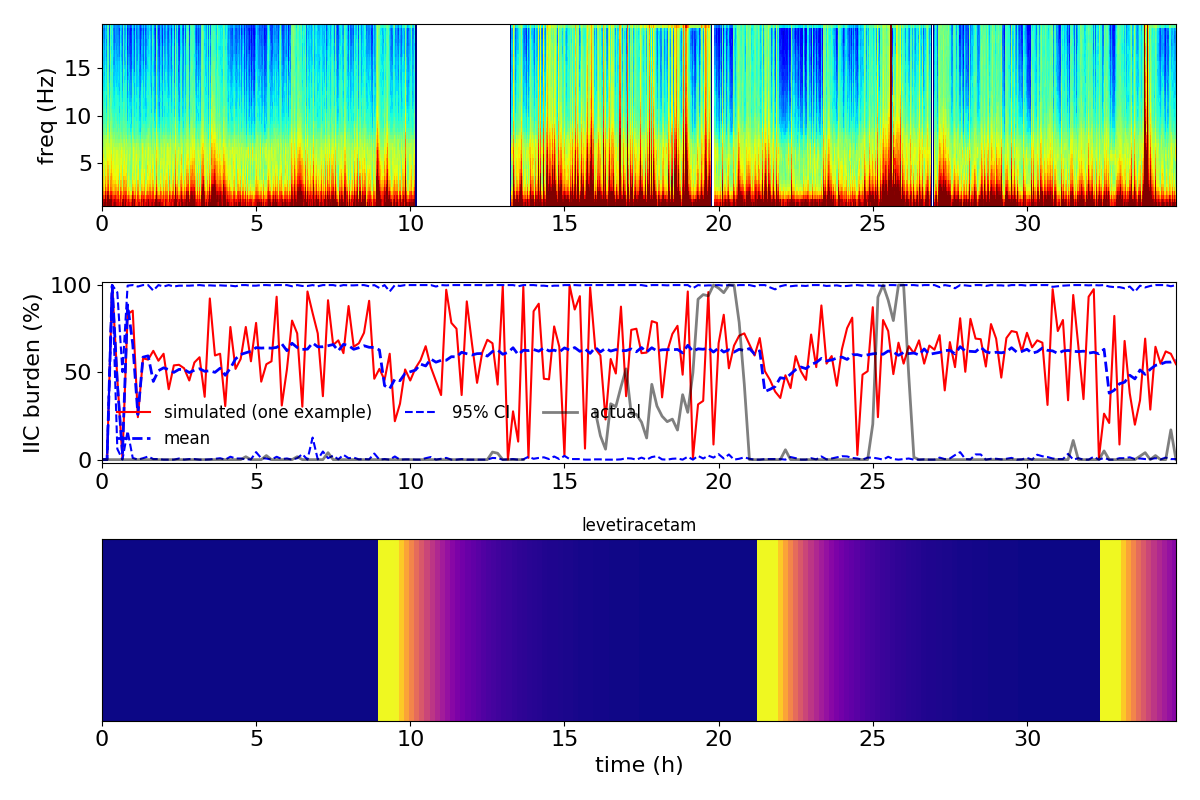 freq (Hz)
15
10
5
0 5 10 15 20 25 30
IIC burden (%)
100
50
0
simulated (one example) 95% CI actual
mean
0 5 10 15 20 25 30
levetiracetam
0 5 10 15 20 25 30
time (h)